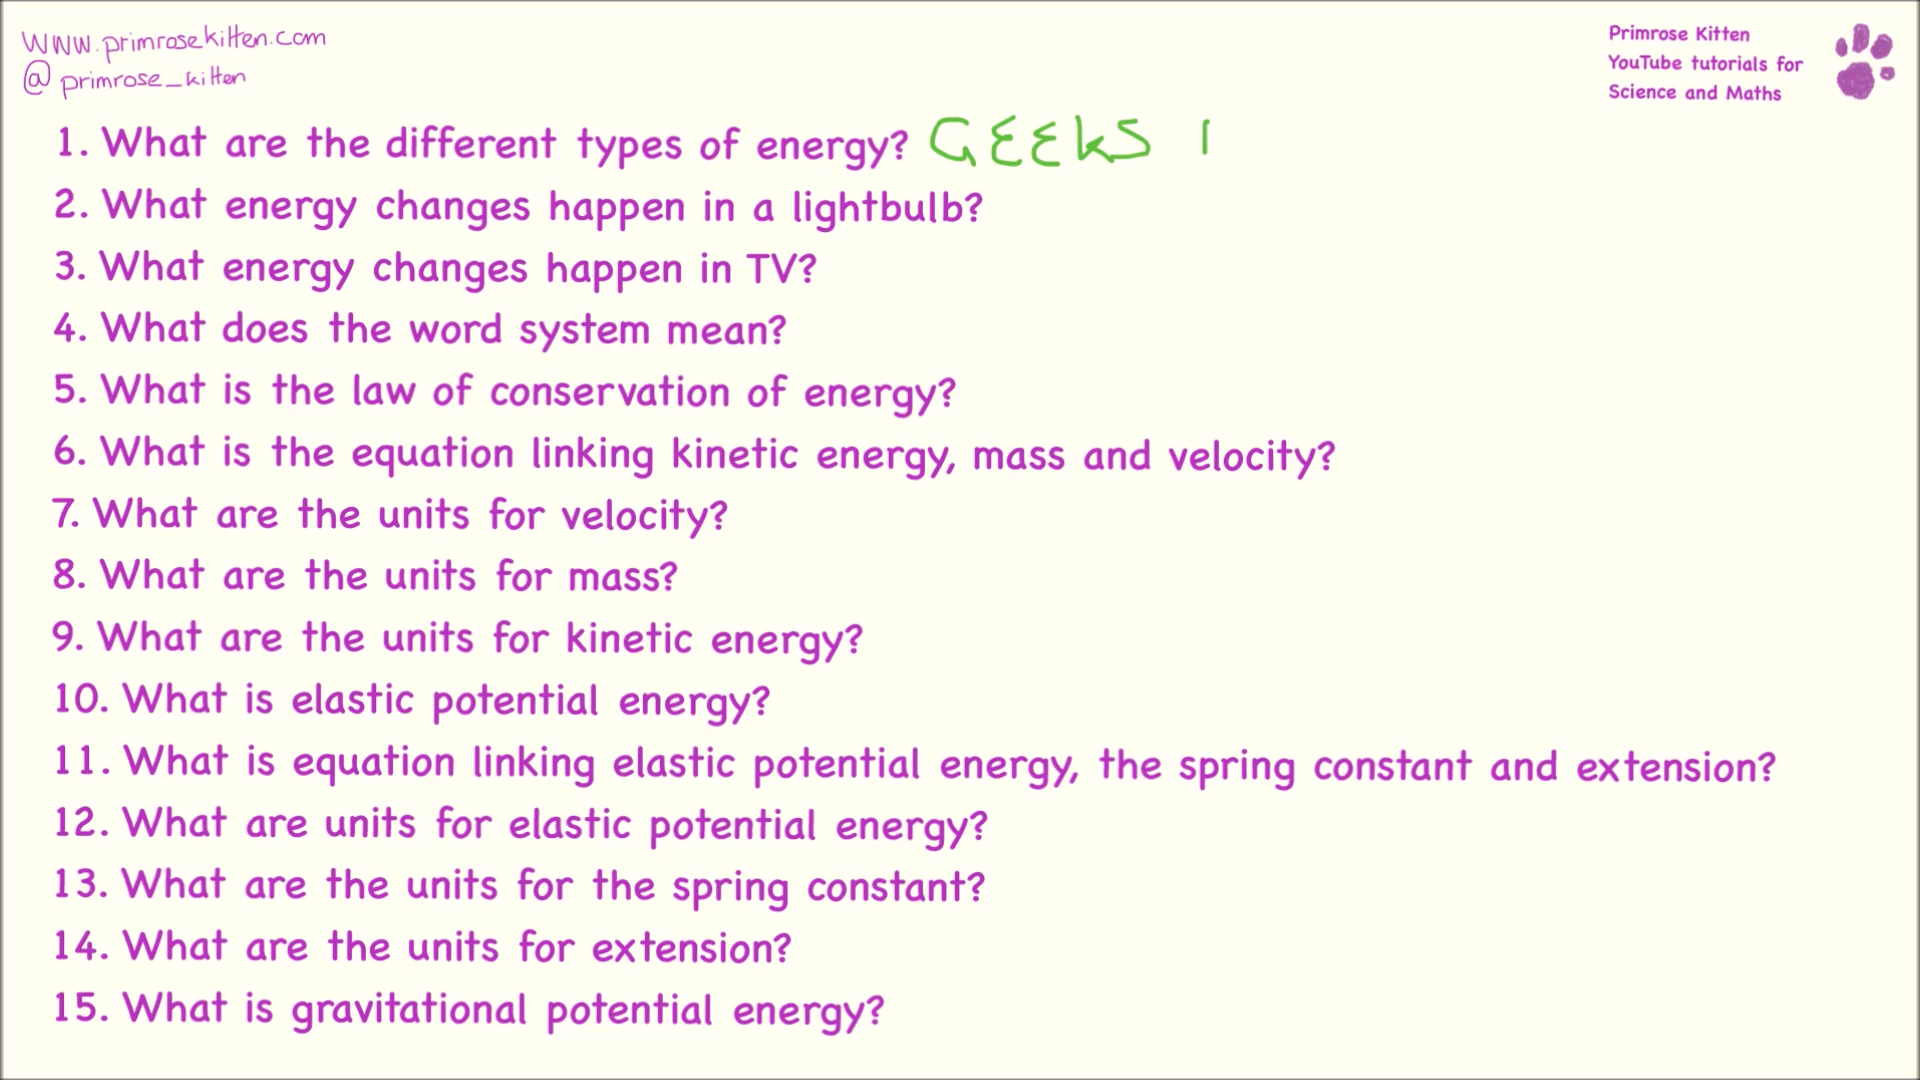 www.primrosekitten.com
@primrose_kitten
Primrose Kitten
YouTube tutorials for
Science and Maths
1. What are the different types of energy? GEEKS I
2. What energy changes happen in a lightbulb?
3. What energy changes happen in TV?
4. What does the word system mean?
5. What is the law of conservation of energy?
6. What is the equation linking kinetic energy, mass and velocity?
7. What are the units for velocity?
8. What are the units for mass?
9. What are the units for kinetic energy?
10. What is elastic potential energy?
11. What is equation linking elastic potential energy, the spring constant and extension?
12. What are units for elastic potential energy?
13. What are the units for the spring constant?
14. What are the units for extension?
15. What is gravitational potential energy?